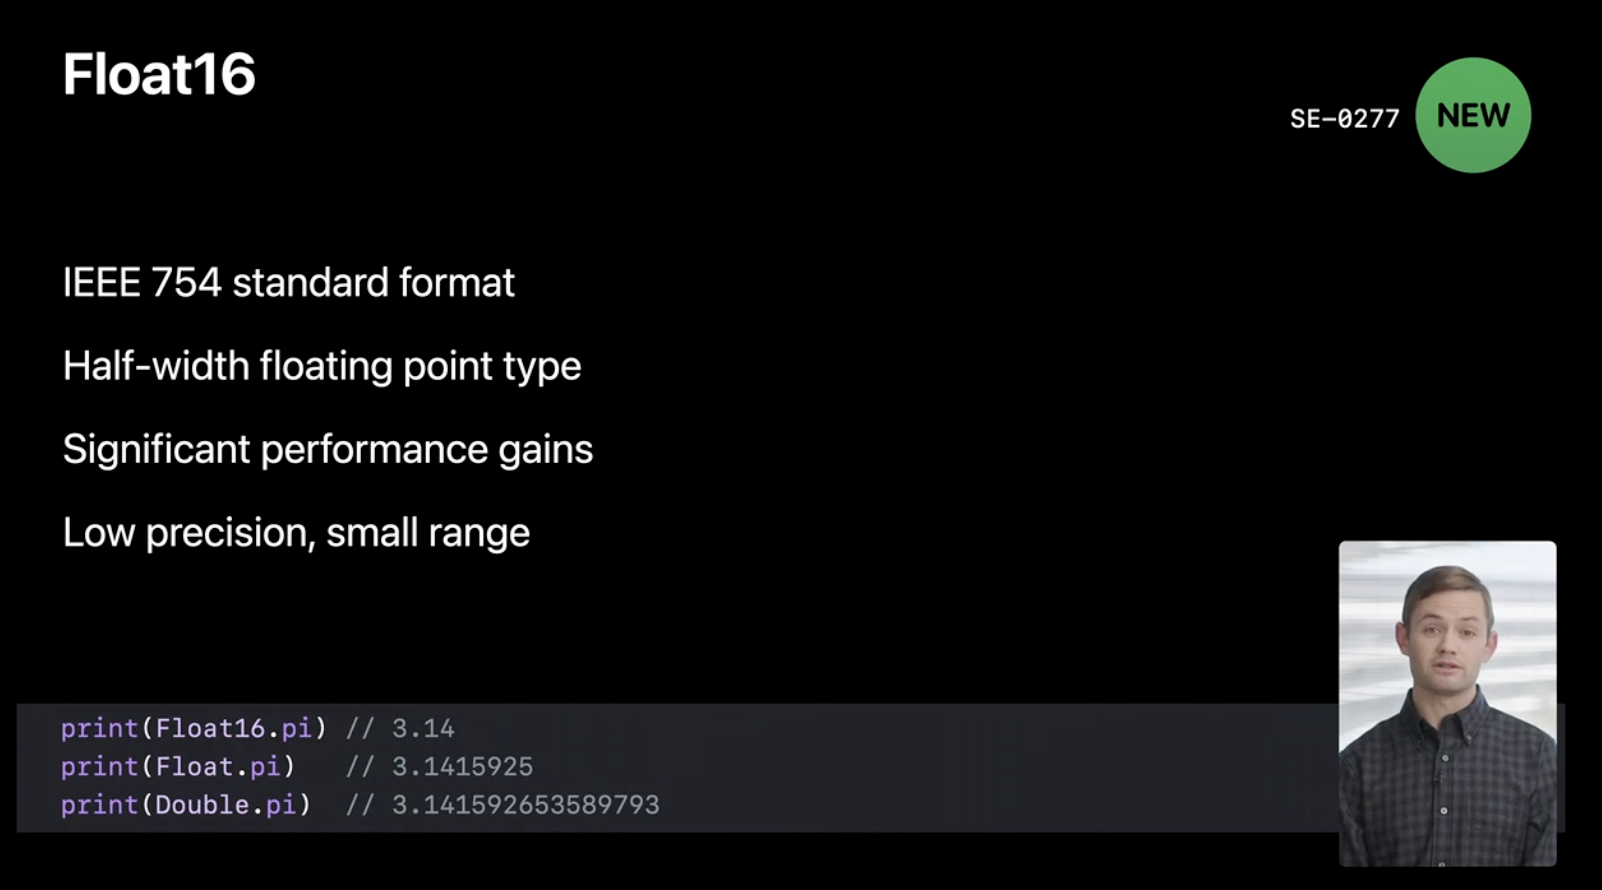 Float16
SE-0277 NEW
IEEE 754 standard format
Half-width floating point type
Significant performance gains
Low precision, small range
print(Float16.pi) // 3.14
print(Float.pi)   // 3.1415925
print(Double.pi)  // 3.141592653589793